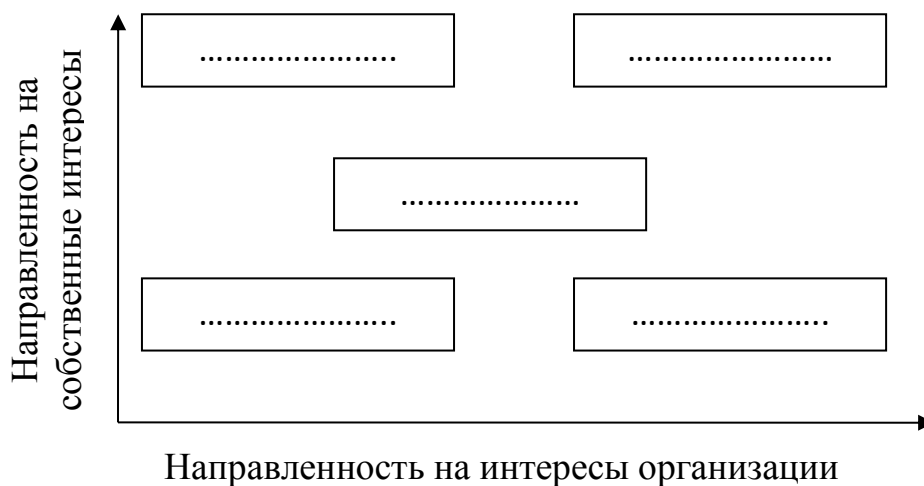 Направленность на
собственные интересы
……………………..
………………………
……………………
……………………..
……………………..
Направленность на интересы организации